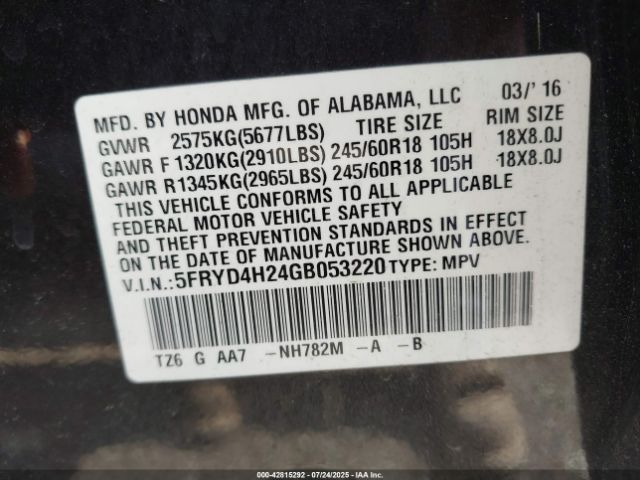 MFD. BY HONDA MFG. OF ALABAMA, LLC 03/'16
GVWR 2575KG(5677LBS) TIRE SIZE RIM SIZE
GAWR F 1320KG(2910LBS) 245/60R18 105H 18X8.0J
GAWR R 1345KG(2965LBS) 245/60R18 105H 18X8.0J
THIS VEHICLE CONFORMS TO ALL APPLICABLE
FEDERAL MOTOR VEHICLE SAFETY
AND THEFT PREVENTION STANDARDS IN EFFECT
ON THE DATE OF MANUFACTURE SHOWN ABOVE.
V.I.N.:5FRYD4H24GB053220 TYPE: MPV
TZ6 G AA7 -NH782M -A -B
000-42815292 - 07/24/2025 - IAAI.CA